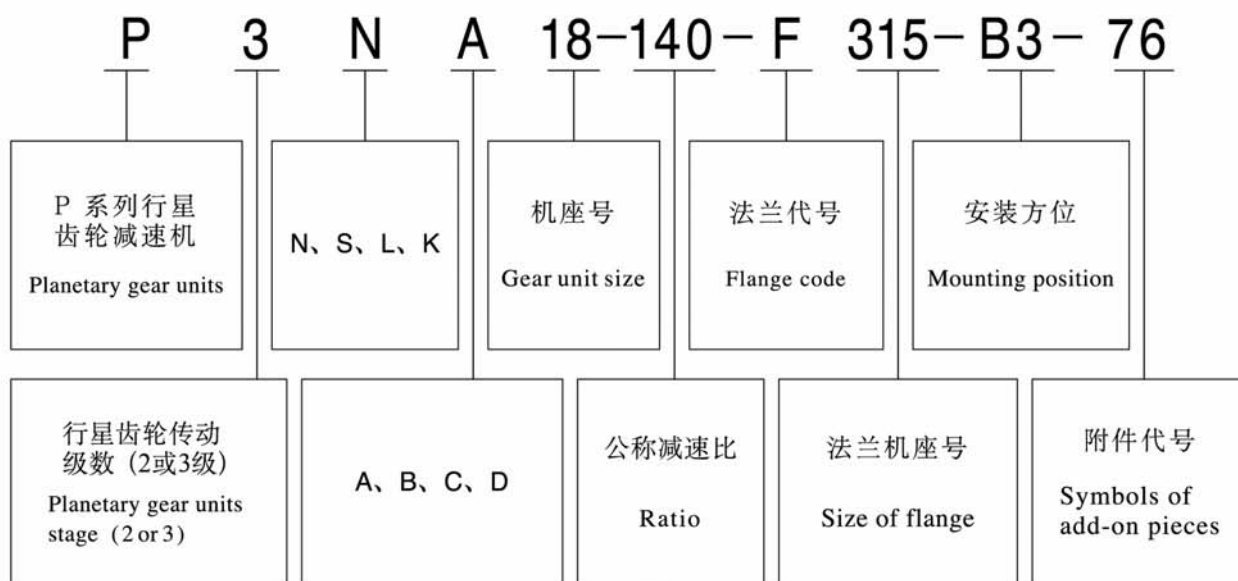 P 3 N A 18-140-F 315-B3-76
P 系列行星
齿轮减速机
Planetary gear units
N、S、L、K
机座号
Gear unit size
法兰代号
Flange code
安装方位
Mounting position
行星齿轮传动
级数 (2或3级)
Planetary gear units
stage (2 or 3)
A、B、C、D
公称减速比
Ratio
法兰机座号
Size of flange
附件代号
Symbols of
add-on pieces